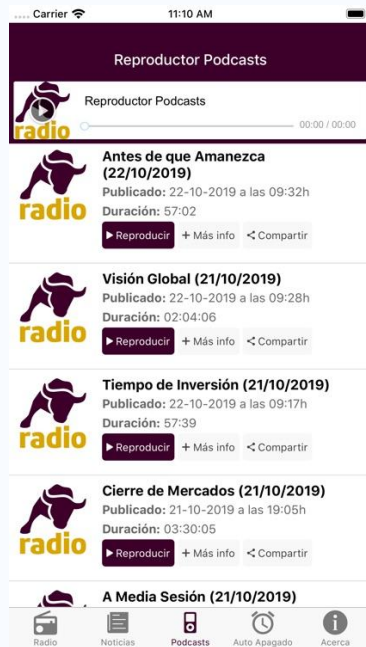 Carrier
11:10 AM
Reproductor Podcasts
Reproductor Podcasts
00:00 / 00:00
radio
Antes de que Amanezca
(22/10/2019)
Publicado: 22-10-2019 a las 09:32h
Duración: 57:02
Reproducir + Más info Compartir
radio
Visión Global (21/10/2019)
Publicado: 22-10-2019 a las 09:28h
Duración: 02:04:06
Reproducir + Más info Compartir
radio
Tiempo de Inversión (21/10/2019)
Publicado: 22-10-2019 a las 09:17h
Duración: 57:39
Reproducir + Más info Compartir
radio
Cierre de Mercados (21/10/2019)
Publicado: 21-10-2019 a las 19:05h
Duración: 03:30:05
Reproducir + Más info Compartir
radio
A Media Sesión (21/10/2019)
Radio Noticias Podcasts Auto Apagado Acerca